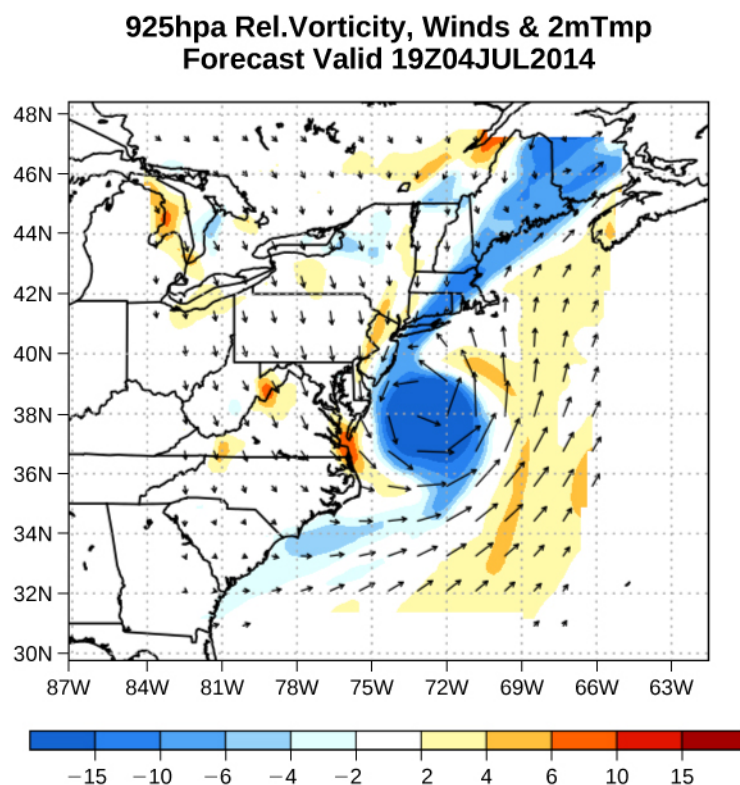 925hpa Rel.Vorticity, Winds & 2mTmp
Forecast Valid 19Z04JUL2014
48N
46N
44N
42N
40N
38N
36N
34N
32N
30N
87W 84W 81W 78W 75W 72W 69W 66W 63W
−15 −10 −6 −4 −2 2 4 6 10 15